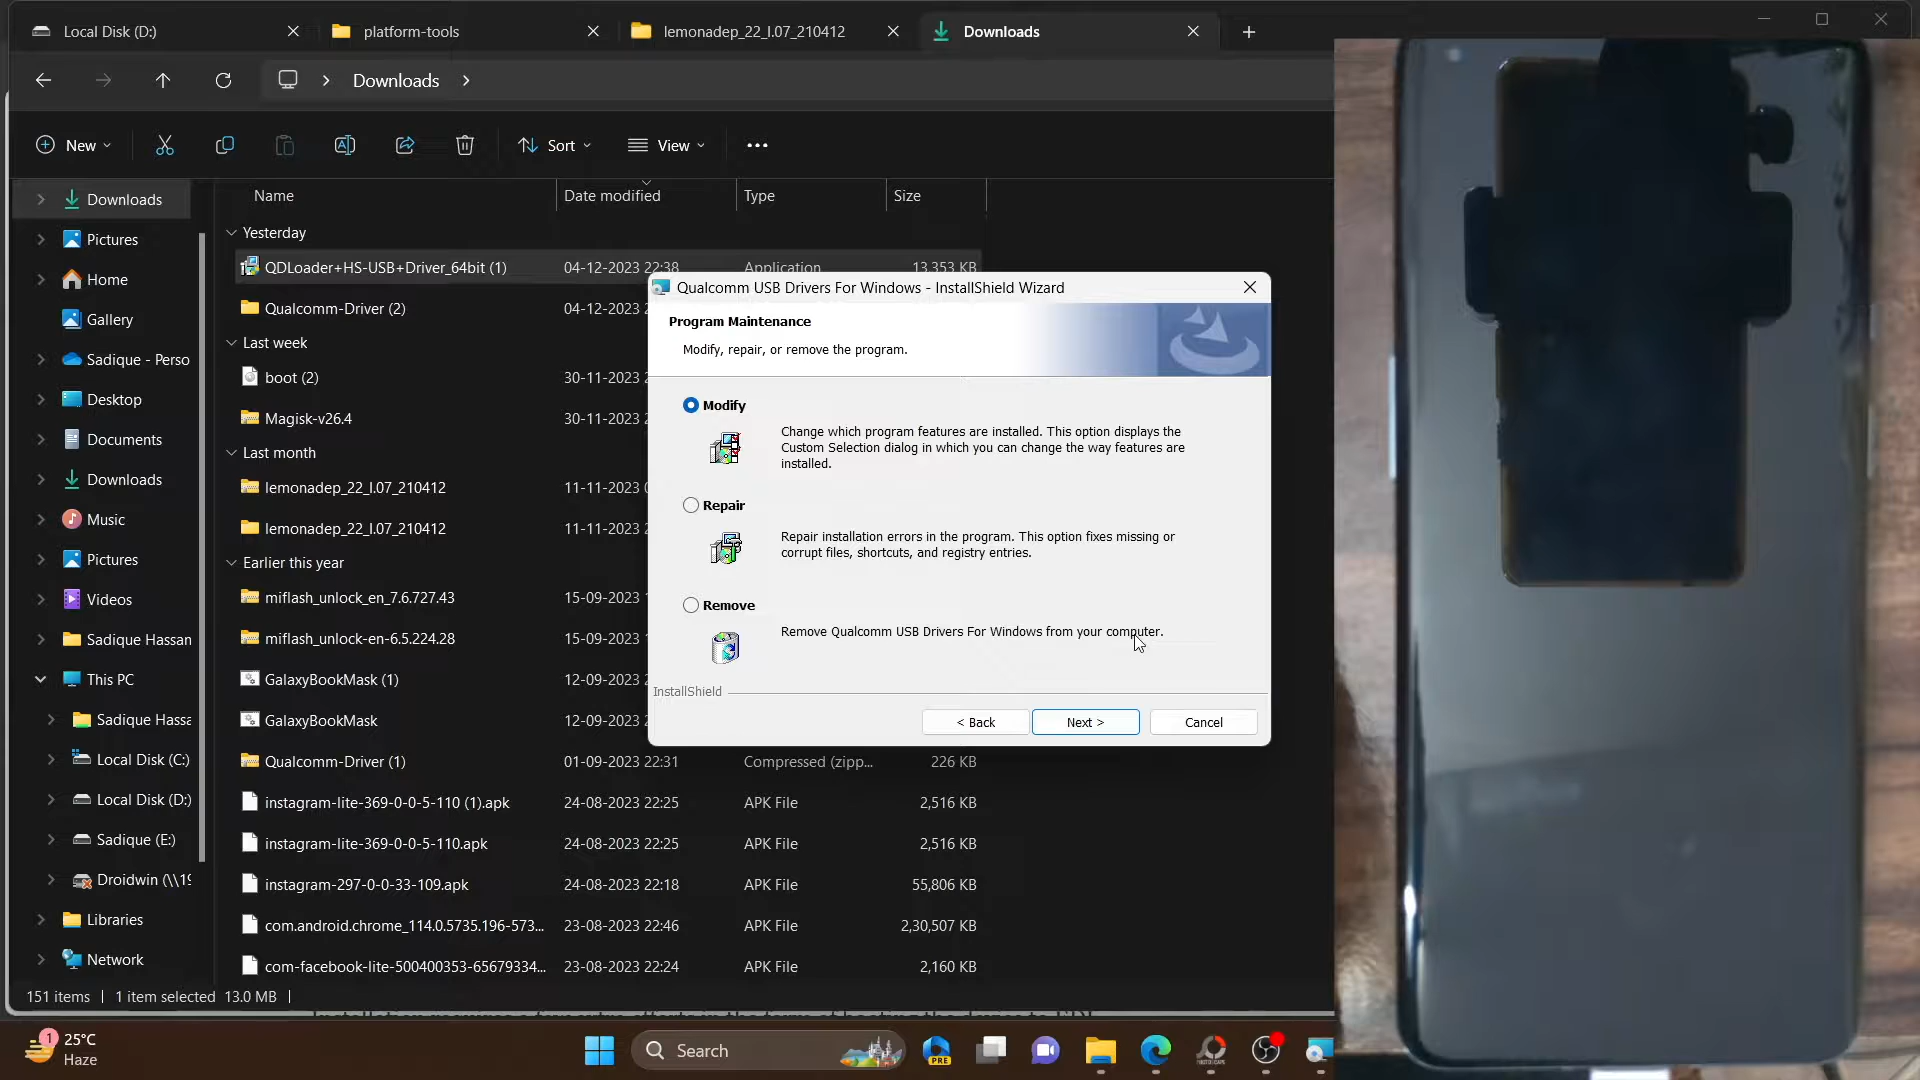 Local Disk (D:)
platform-tools
lemonadep_22_I.07_210412
Downloads
Downloads
New
Sort
View
Name
Date modified
Type
Size
Downloads
Pictures
Home
Gallery
Sadique - Perso
Desktop
Documents
Downloads
Music
Pictures
Videos
Sadique Hassan
This PC
Sadique Hassa
Local Disk (C:)
Local Disk (D:)
Sadique (E:)
Droidwin (\\19
Libraries
Network
Yesterday
QDLoader+HS-USB+Driver_64bit (1) 04-12-2023 22:38 Application 13,353 KB
Qualcomm-Driver (2) 04-12-2023 2
Last week
boot (2) 30-11-2023 2
Magisk-v26.4 30-11-2023 2
Last month
lemonadep_22_I.07_210412 11-11-2023 0
lemonadep_22_I.07_210412 11-11-2023 2
Earlier this year
miflash_unlock_en_7.6.727.43 15-09-2023 1
miflash_unlock-en-6.5.224.28 15-09-2023 1
GalaxyBookMask (1) 12-09-2023 2
GalaxyBookMask 12-09-2023 2
Qualcomm-Driver (1) 01-09-2023 22:31 Compressed (zipp... 226 KB
instagram-lite-369-0-0-5-110 (1).apk 24-08-2023 22:25 APK File 2,516 KB
instagram-lite-369-0-0-5-110.apk 24-08-2023 22:25 APK File 2,516 KB
instagram-297-0-0-33-109.apk 24-08-2023 22:18 APK File 55,806 KB
com.android.chrome_114.0.5735.196-573... 23-08-2023 22:46 APK File 2,30,507 KB
com-facebook-lite-500400353-65679334... 23-08-2023 22:24 APK File 2,160 KB
Qualcomm USB Drivers For Windows - InstallShield Wizard
Program Maintenance
Modify, repair, or remove the program.
Modify
Change which program features are installed. This option displays the
Custom Selection dialog in which you can change the way features are
installed.
Repair
Repair installation errors in the program. This option fixes missing or
corrupt files, shortcuts, and registry entries.
Remove
Remove Qualcomm USB Drivers For Windows from your computer.
InstallShield
< Back
Next >
Cancel
151 items
1 item selected 13.0 MB
1
25°C
Haze
Search
PRE